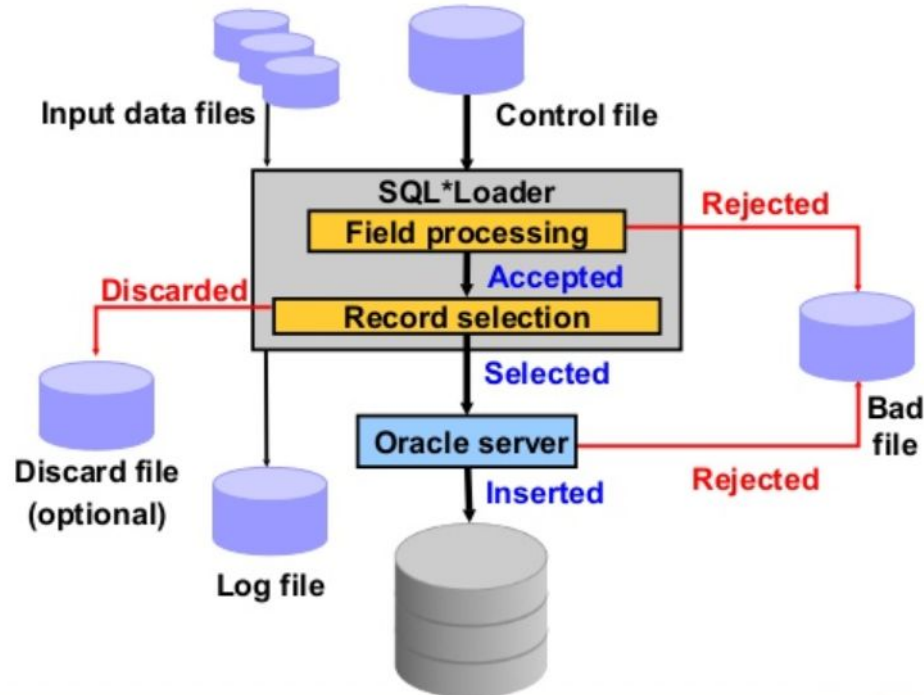 Input data files
Control file
SQL*Loader
Field processing
Rejected
Accepted
Discarded
Record selection
Selected
Bad
file
Oracle server
Discard file
(optional)
Rejected
Inserted
Log file